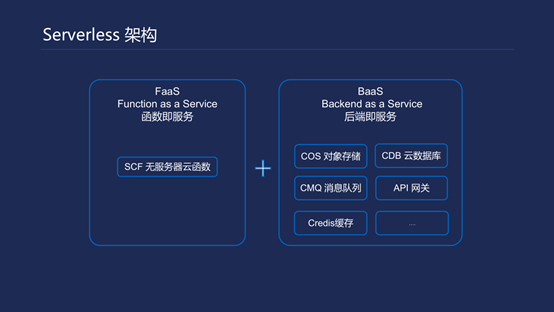 Serverless 架构
FaaS
Function as a Service
函数即服务
SCF 无服务器云函数
+
BaaS
Backend as a Service
后端即服务
COS 对象存储
CDB 云数据库
CMQ 消息队列
API 网关
Credis缓存
...